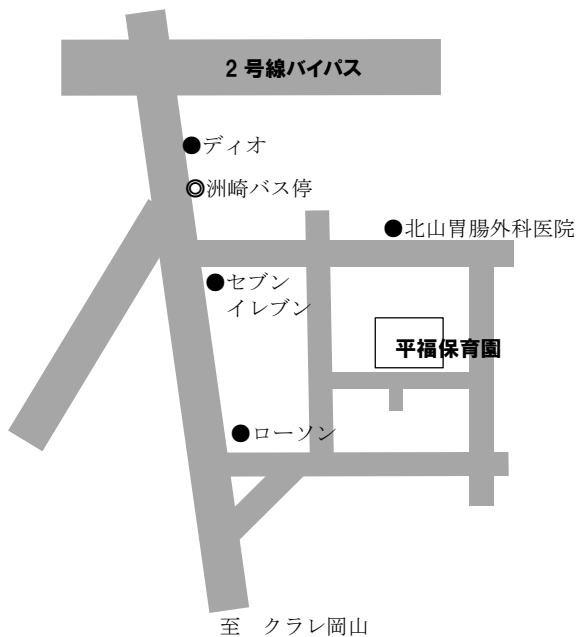 2 号線バイパス
●ディオ
◎洲崎バス停
●北山胃腸外科医院
●セブン
イレブン
平福保育園
●ローソン
至　クラレ岡山